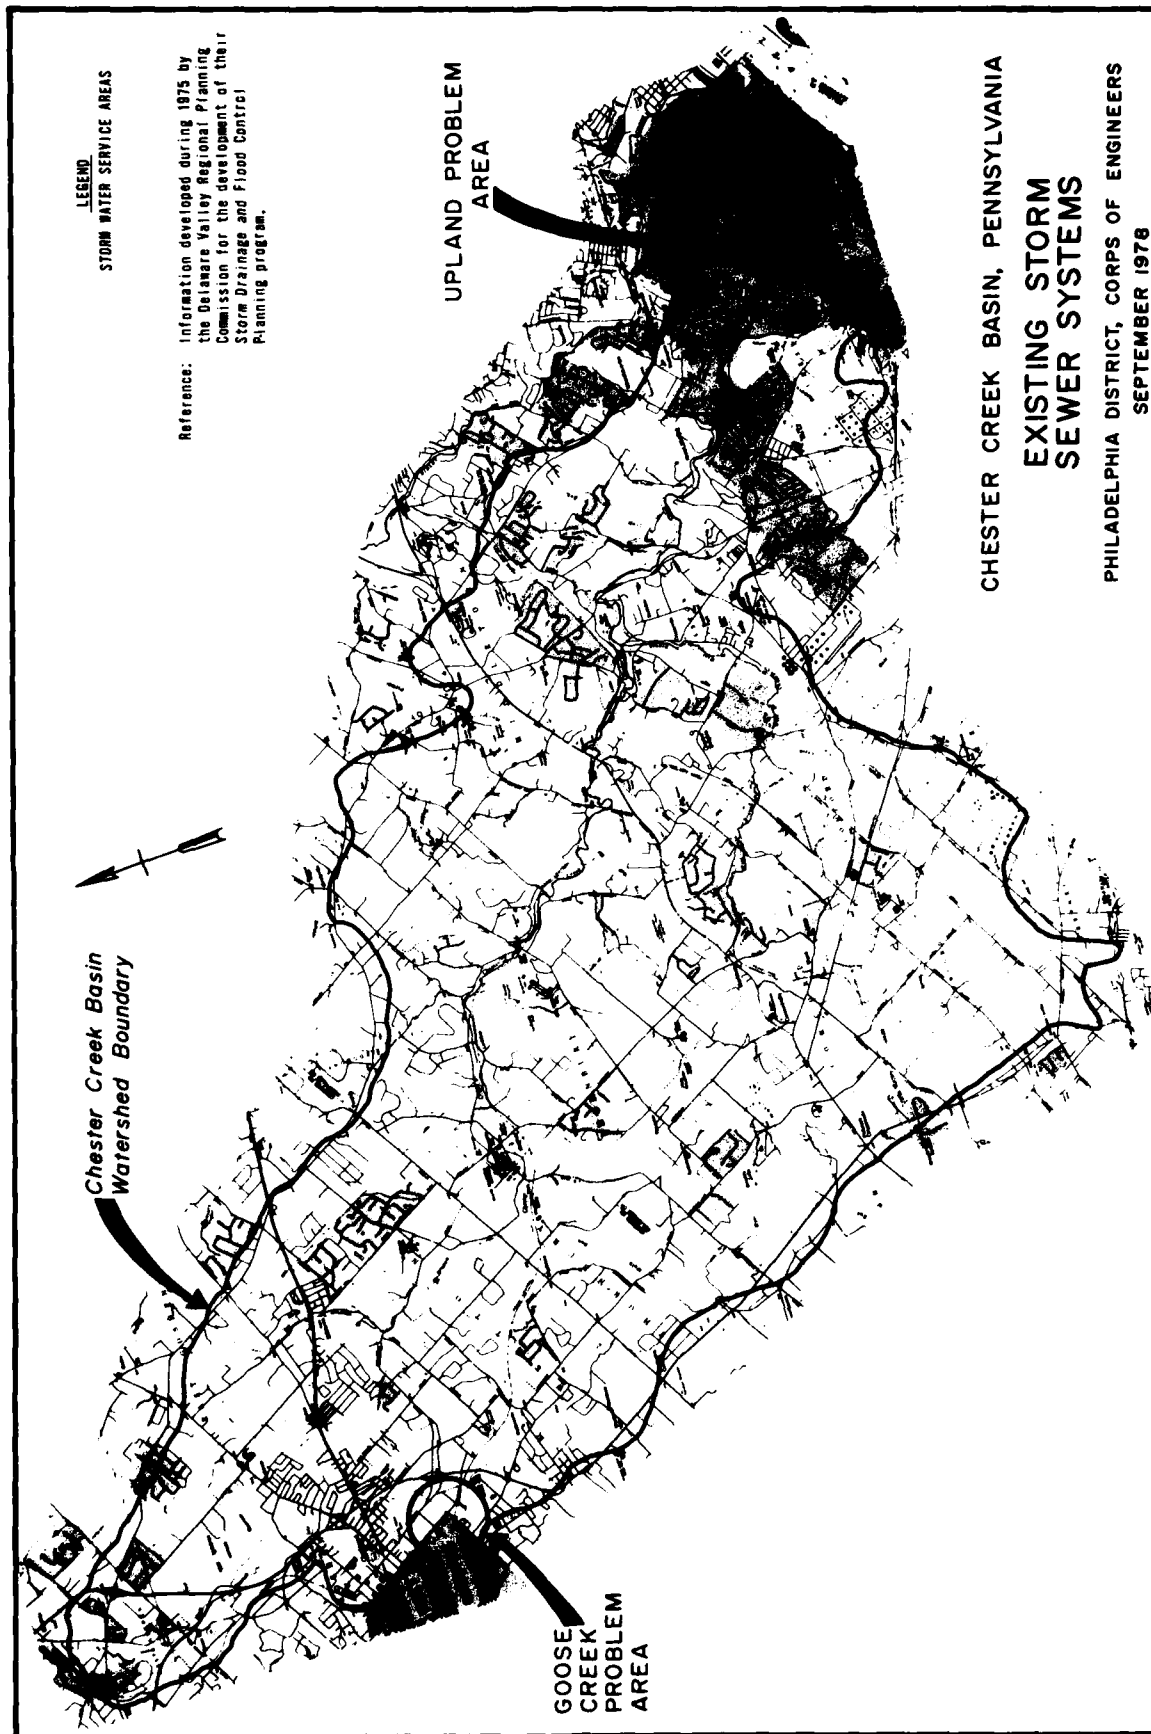 LEGEND
STORM WATER SERVICE AREAS
Reference: Information developed during 1975 by
the Delaware Valley Regional Planning
Commission for the development of their
Storm Drainage and Flood Control
Planning program.
UPLAND PROBLEM
AREA
Chester Creek Basin
Watershed Boundary
GOOSE
CREEK
PROBLEM
AREA
CHESTER CREEK BASIN, PENNSYLVANIA
EXISTING STORM
SEWER SYSTEMS
PHILADELPHIA DISTRICT, CORPS OF ENGINEERS
SEPTEMBER 1978